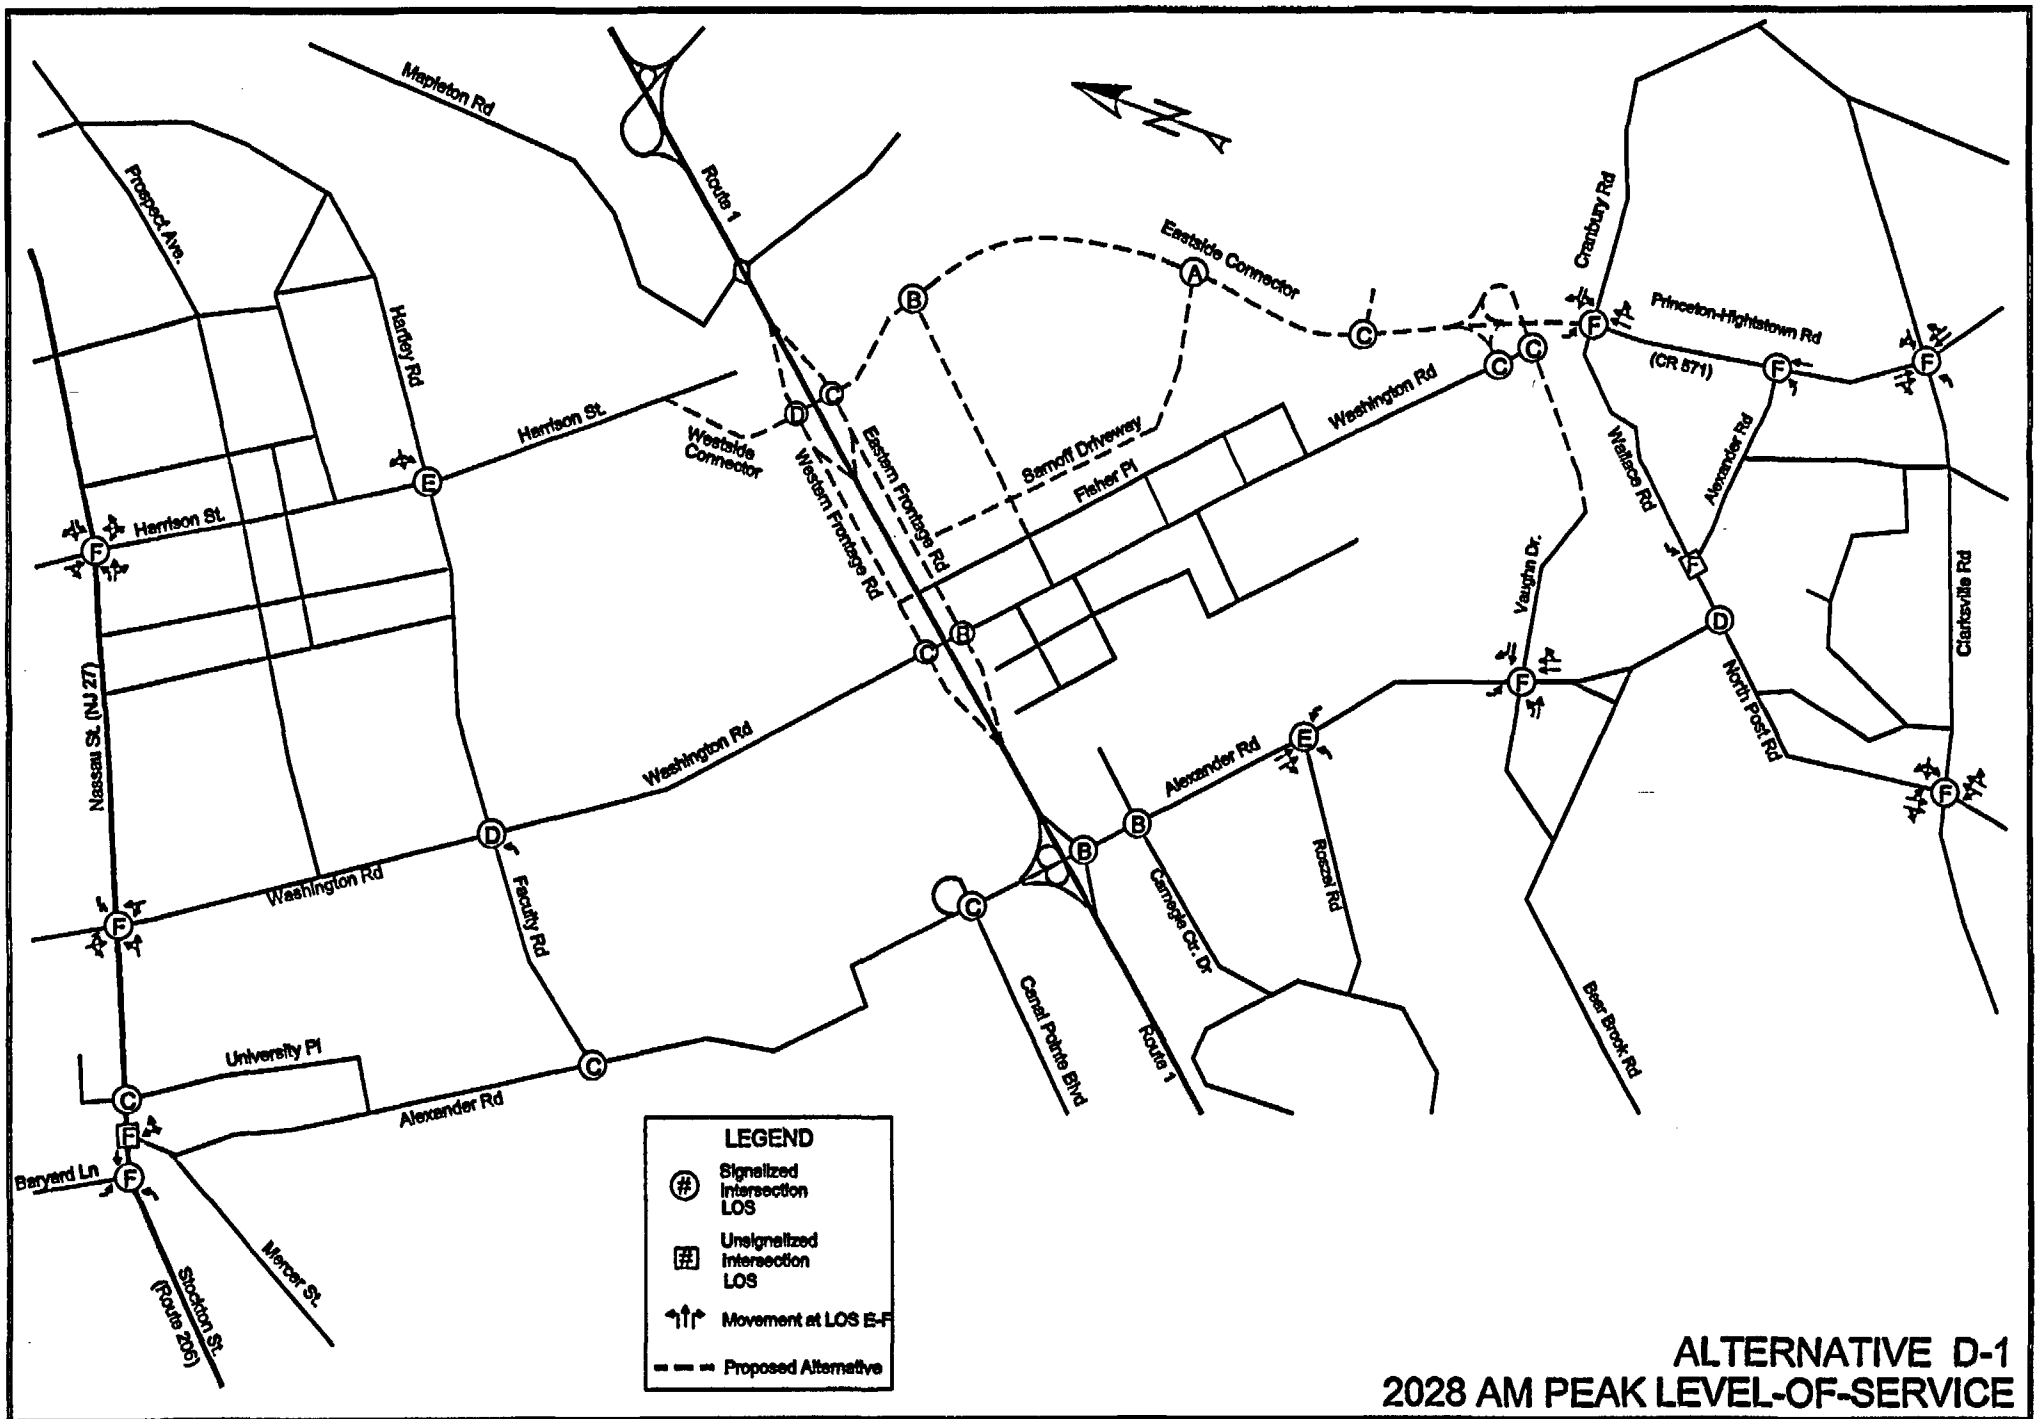 Mapleton Rd
Route 1
N
Prospect Ave.
Cranbury Rd
Eastside Connector
Princeton-Hightstown Rd
(CR 571)
Hartley Rd
A
B
C
F
C
C
F
F
C
D
Harrison St.
Westside
Connector
Eastern Frontage Rd
Western Frontage Rd
Sarnoff Driveway
Fisher Pl
Washington Rd
Wallace Rd
Alexander Rd
E
Harrison St.
F
Vaughn Dr.
F
Clarksville Rd
D
B
C
Nassau St. (NJ 27)
Washington Rd
F
North Post Rd
E
Alexander Rd
F
D
B
B
Washington Rd
Faculty Rd
F
C
Carnegie Ctr. Dr
Roszel Rd
Canal Pointe Blvd
Route 1
Bear Brook Rd
University Pl
C
C
Alexander Rd
F
Baryard Ln
F
Mercer St.
Stockton St.
(Route 206)
LEGEND
# Signalized
Intersection
LOS
# Unsignalized
Intersection
LOS
Movement at LOS E-F
Proposed Alternative
ALTERNATIVE D-1
2028 AM PEAK LEVEL-OF-SERVICE